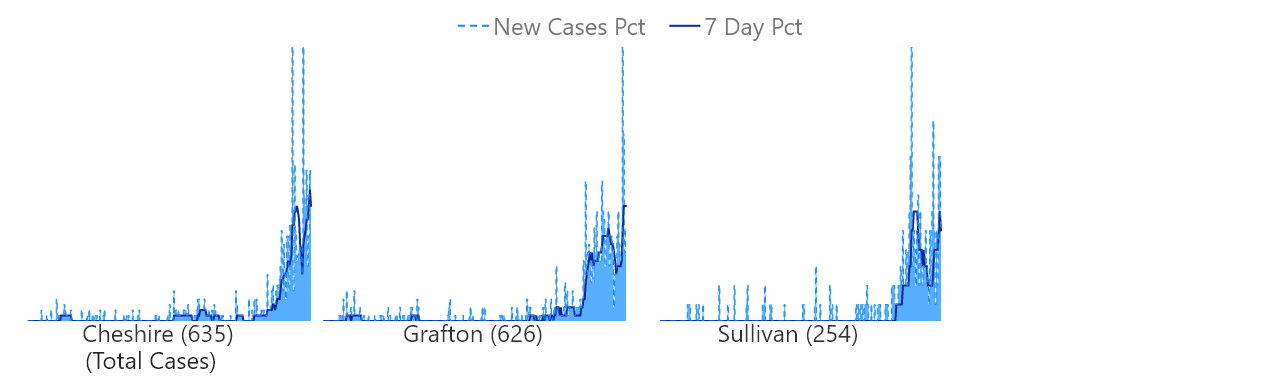 New Cases Pct 7 Day Pct
Cheshire (635) Grafton (626) Sullivan (254)
(Total Cases)